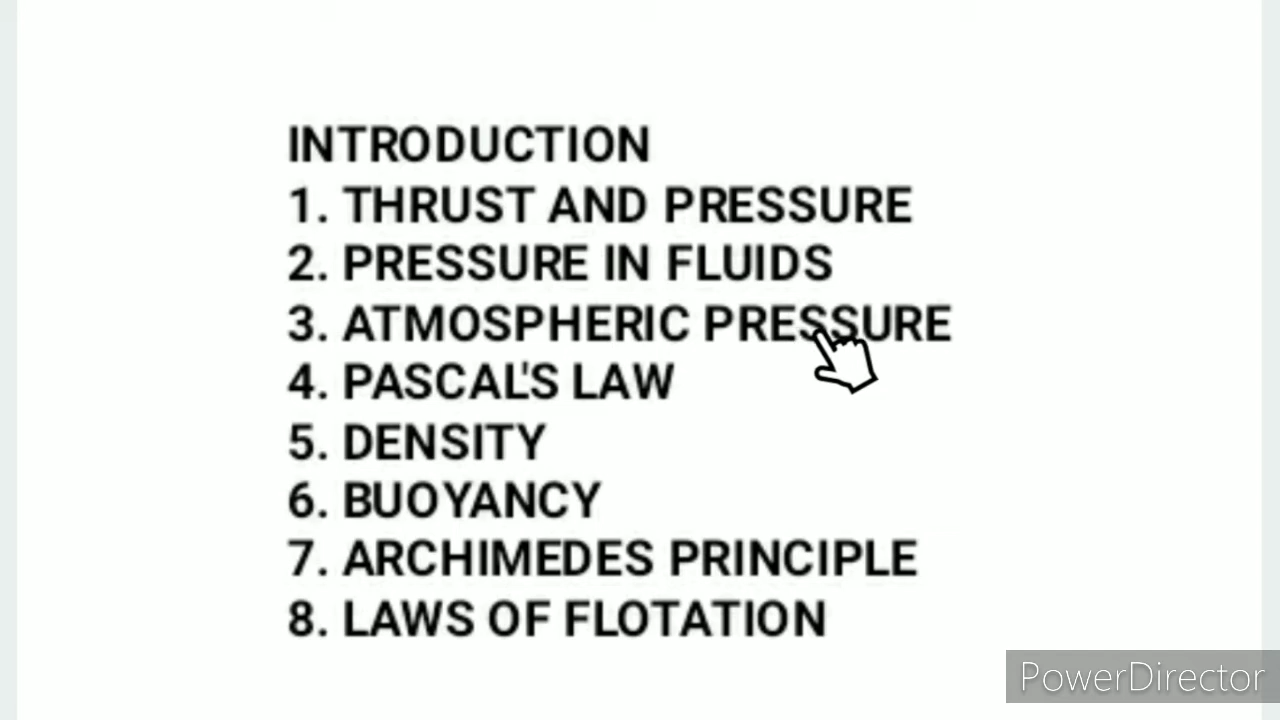 INTRODUCTION
1. THRUST AND PRESSURE
2. PRESSURE IN FLUIDS
3. ATMOSPHERIC PRESSURE
4. PASCAL'S LAW
5. DENSITY
6. BUOYANCY
7. ARCHIMEDES PRINCIPLE
8. LAWS OF FLOTATION
PowerDirector